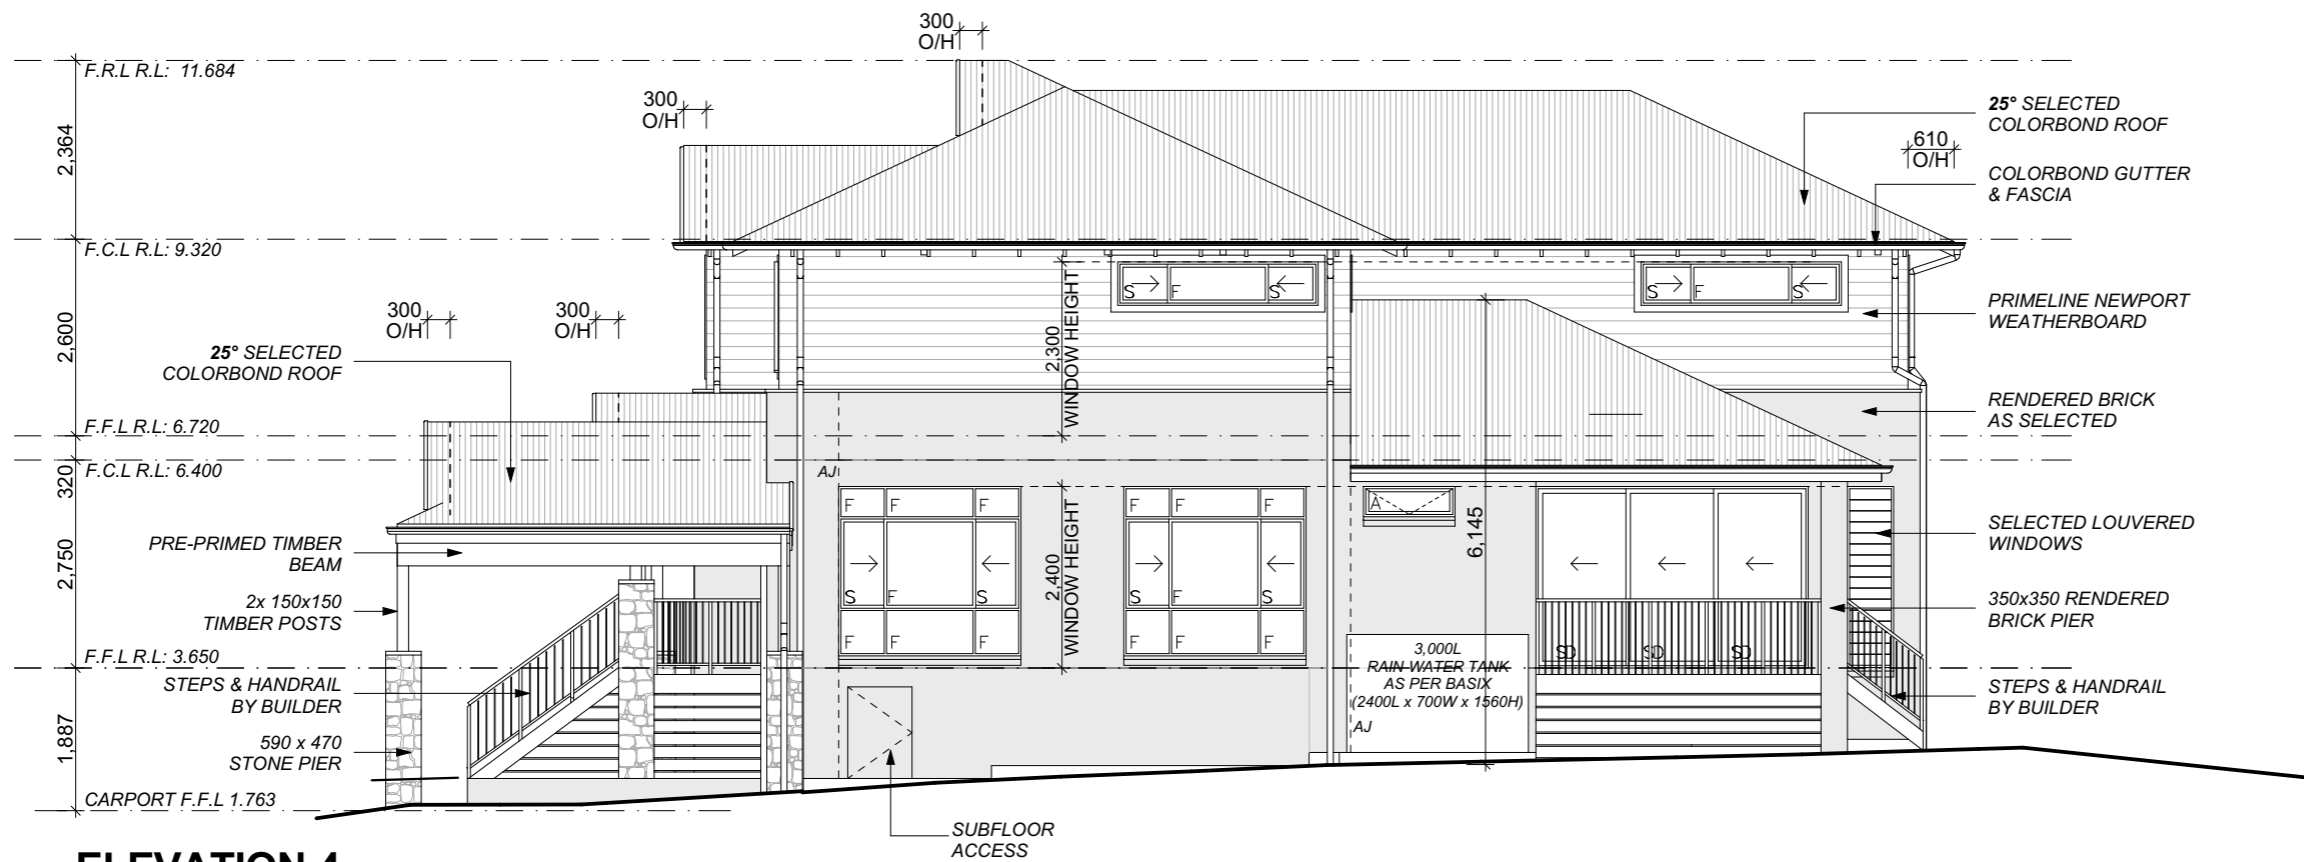 300
O/H
F.R.L R.L: 11.684
300
O/H
25° SELECTED
COLORBOND ROOF
610
O/H
2,364
COLORBOND GUTTER
& FASCIA
F.C.L R.L: 9.320
S F S
S F S
PRIMELINE NEWPORT
WEATHERBOARD
300
O/H
300
O/H
2,600
2,300
WINDOW HEIGHT
25° SELECTED
COLORBOND ROOF
RENDERED BRICK
AS SELECTED
F.F.L R.L: 6.720
F.C.L R.L: 6.400
320
AJ
F F F
F F F
A
S F S
S F S
F F F
F F F
2,400
WINDOW HEIGHT
6,145
SELECTED LOUVERED
WINDOWS
PRE-PRIMED TIMBER
BEAM
2,750
2x 150x150
TIMBER POSTS
350x350 RENDERED
BRICK PIER
F.F.L R.L: 3.650
3,000L
RAIN WATER TANK
AS PER BASIX
(2400L x 700W x 1560H)
AJ
SD SD SD
STEPS & HANDRAIL
BY BUILDER
STEPS & HANDRAIL
BY BUILDER
1,887
590 x 470
STONE PIER
CARPORT F.F.L 1.763
SUBFLOOR
ACCESS
ELEVATION 4